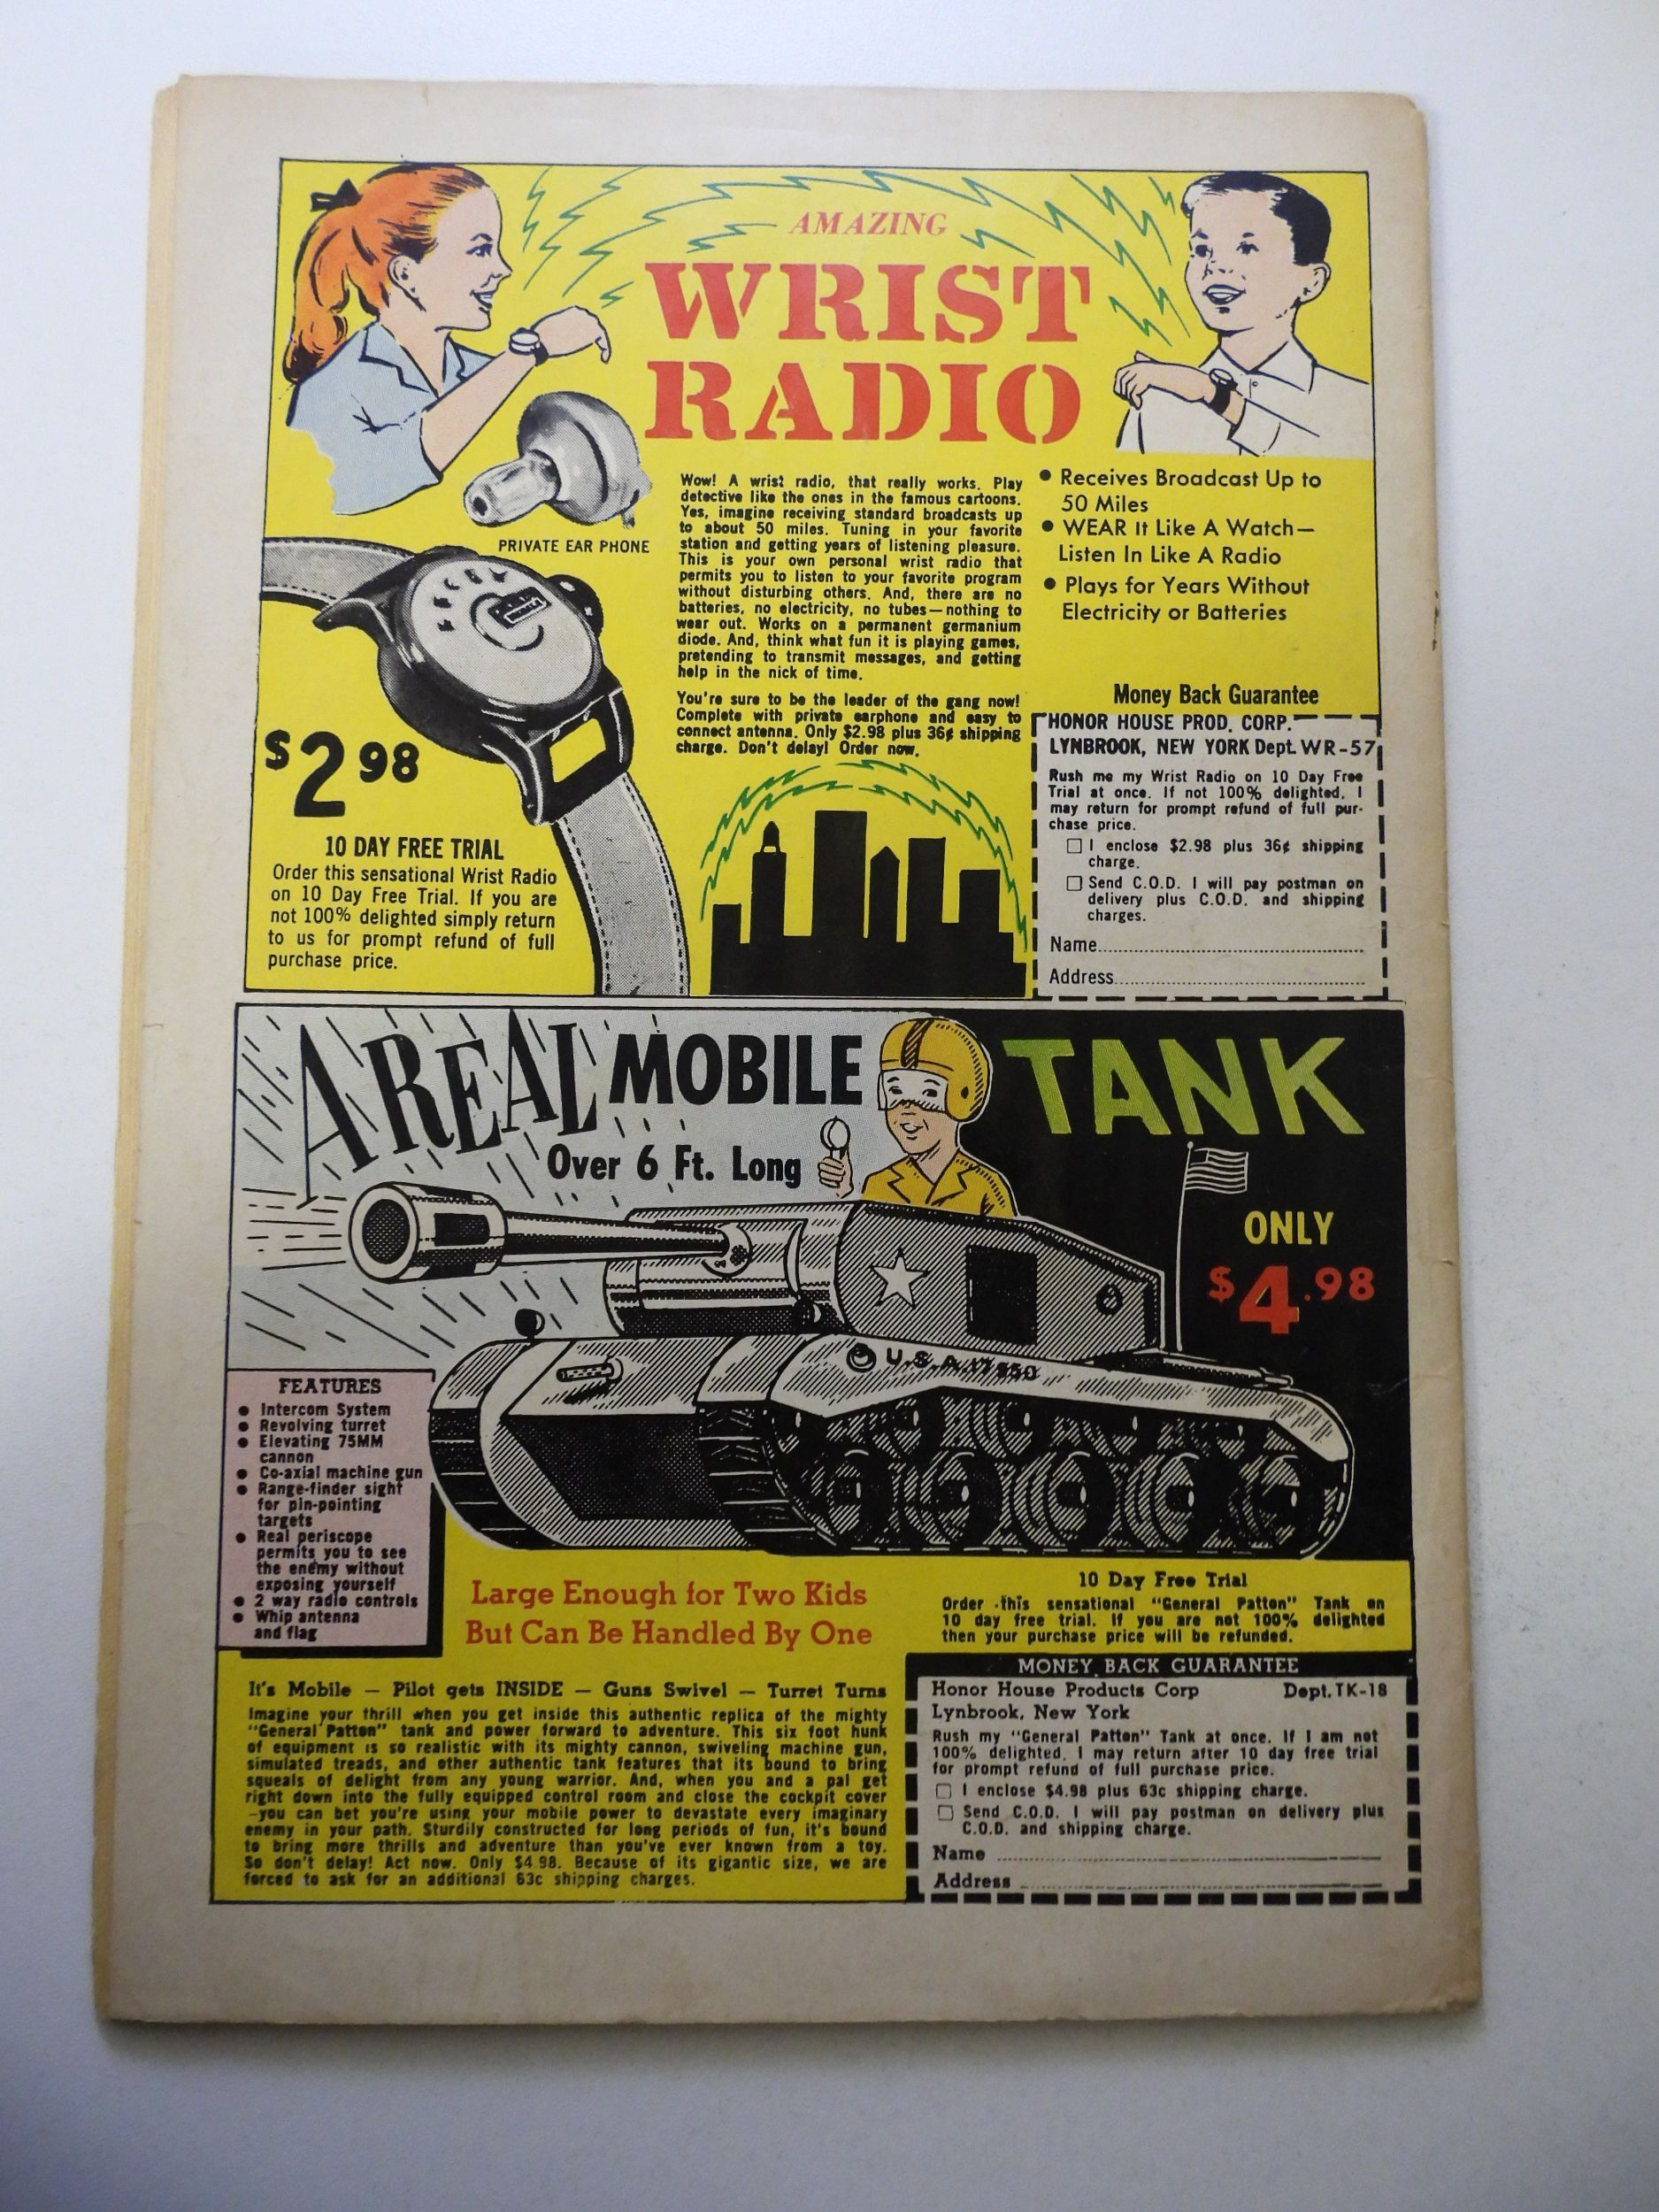 AMAZING
WRIST
RADIO
PRIVATE EAR PHONE
Wow! A wrist radio, that really works. Play
detective like the ones in the famous cartoons.
Yes, imagine receiving standard broadcasts up
to about 50 miles. Tuning in your favorite
station and getting years of listening pleasure.
This is your own personal wrist radio that
permits you to listen to your favorite program
without disturbing others. And, there are no
batteries, no electricity, no tubes—nothing to
wear out. Works on a permanent germanium
diode. And, think what fun it is playing games,
pretending to transmit messages, and getting
help in the nick of time.
You're sure to be the leader of the gang now!
Complete with private earphone and easy to
connect antenna. Only $2.98 plus 36¢ shipping
charge. Don't delay! Order now.
● Receives Broadcast Up to
50 Miles
● WEAR It Like A Watch—
Listen In Like A Radio
● Plays for Years Without
Electricity or Batteries
$2.98
10 DAY FREE TRIAL
Order this sensational Wrist Radio
on 10 Day Free Trial. If you are
not 100% delighted simply return
to us for prompt refund of full
purchase price.
Money Back Guarantee
HONOR HOUSE PROD. CORP.
LYNBROOK, NEW YORK Dept. WR-57
Rush me my Wrist Radio on 10 Day Free
Trial at once. If not 100% delighted, I
may return for prompt refund of full pur-
chase price.
☐ I enclose $2.98 plus 36¢ shipping
charge.
☐ Send C.O.D. I will pay postman on
delivery plus C.O.D. and shipping
charges.
Name
Address
A REAL MOBILE TANK
Over 6 Ft. Long
ONLY
$4.98
U.S.A.
FEATURES
● Intercom System
● Revolving turret
● Elevating 75MM
cannon
● Co-axial machine gun
● Range-finder sight
for pin-pointing
targets
● Real periscope
permits you to see
the enemy without
exposing yourself
● 2 way radio controls
● Whip antenna
and flag
Large Enough for Two Kids
But Can Be Handled By One
10 Day Free Trial
Order this sensational "General Patton" Tank on
10 day free trial. If you are not 100% delighted
then your purchase price will be refunded.
It's Mobile — Pilot gets INSIDE — Guns Swivel — Turret Turns
Imagine your thrill when you get inside this authentic replica of the mighty
"General Patton" tank and power forward to adventure. This six foot hunk
of equipment is so realistic with its mighty cannon, swiveling machine gun,
simulated treads, and other authentic tank features that its bound to bring
squeals of delight from any young warrior. And, when you and a pal get
right down into the fully equipped control room and close the cockpit cover
—you can bet you're using your mobile power to devastate every imaginary
enemy in your path. Sturdily constructed for long periods of fun, it's bound
to bring more thrills and adventure than you've ever known from a toy.
So don't delay! Act now. Only $4.98. Because of its gigantic size, we are
forced to ask for an additional 63c shipping charges.
MONEY BACK GUARANTEE
Honor House Products Corp Dept. TK-18
Lynbrook, New York
Rush my "General Patton" Tank at once. If I am not
100% delighted, I may return after 10 day free trial
for prompt refund of full purchase price.
☐ I enclose $4.98 plus 63c shipping charge.
☐ Send C.O.D. I will pay postman on delivery plus
C.O.D. and shipping charge.
Name
Address